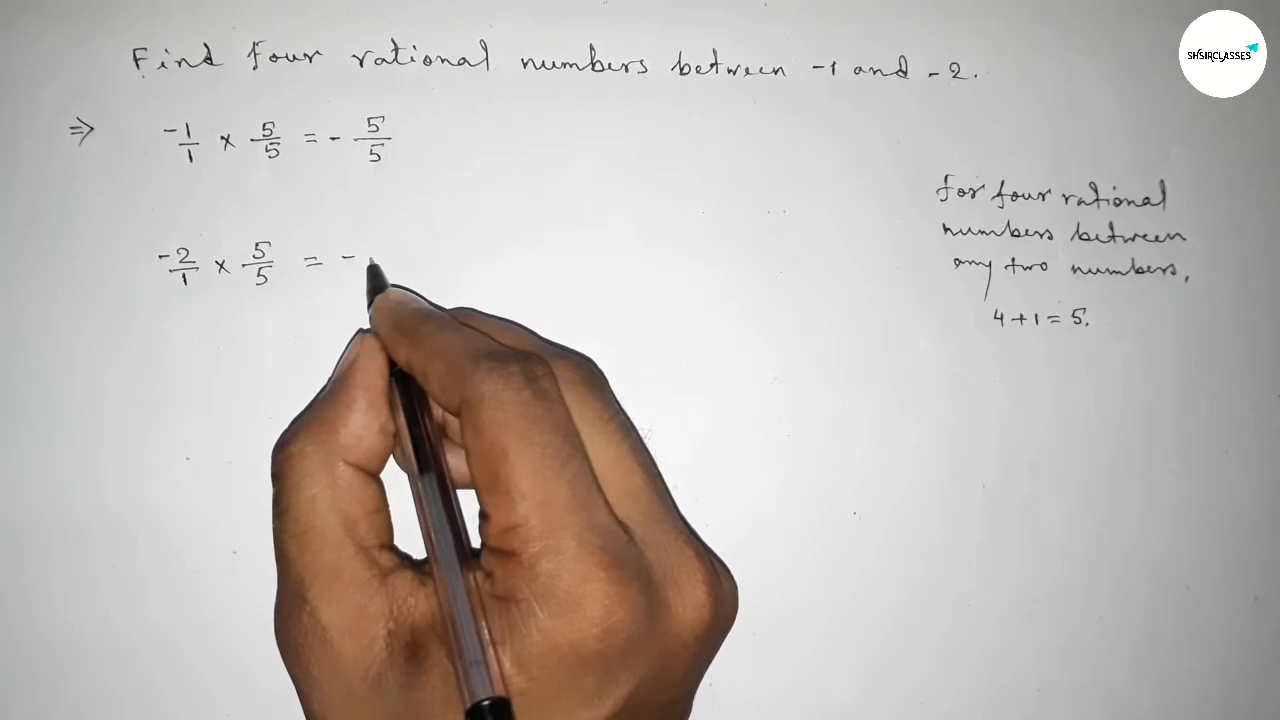 Find four rational numbers between -1 and -2.
SHSIRCLASSES
⇒ -1/1 × 5/5 = - 5/5
For four rational
numbers between
any two numbers,
4+1=5.
-2/1 × 5/5 = -